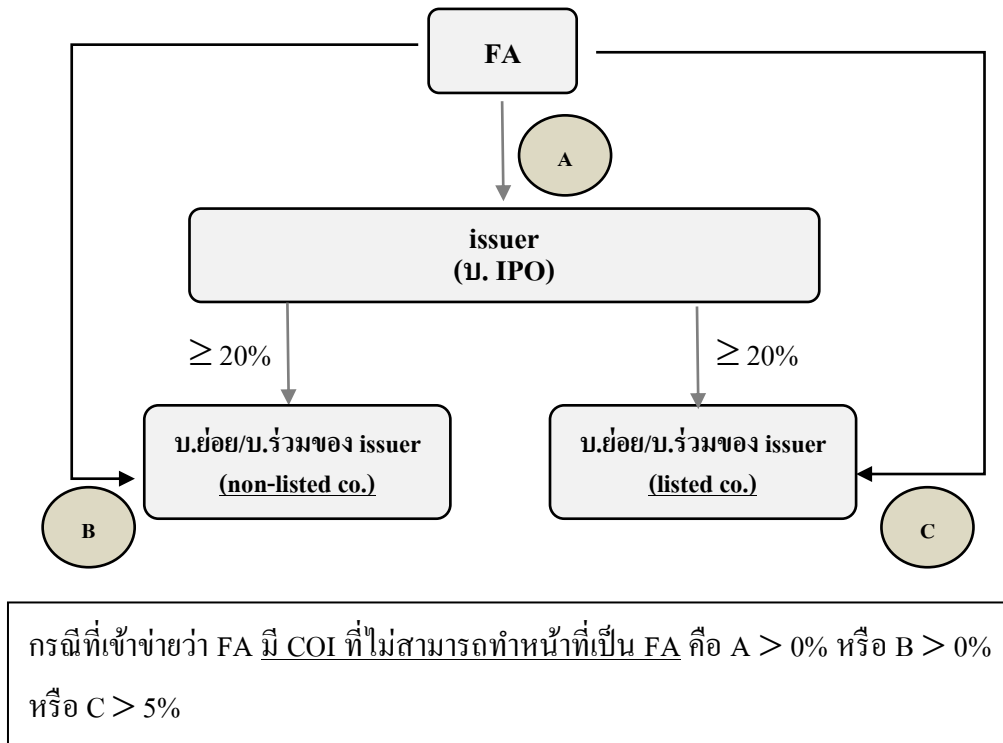 FA
A
issuer
(บ. IPO)
≥ 20%
≥ 20%
บ.ย่อย/บ.ร่วมของ issuer
(non-listed co.)
บ.ย่อย/บ.ร่วมของ issuer
(listed co.)
B
C
กรณีที่เข้าข่ายว่า FA มี COI ที่ไม่สามารถทำหน้าที่เป็น FA คือ A > 0% หรือ B > 0%
หรือ C > 5%